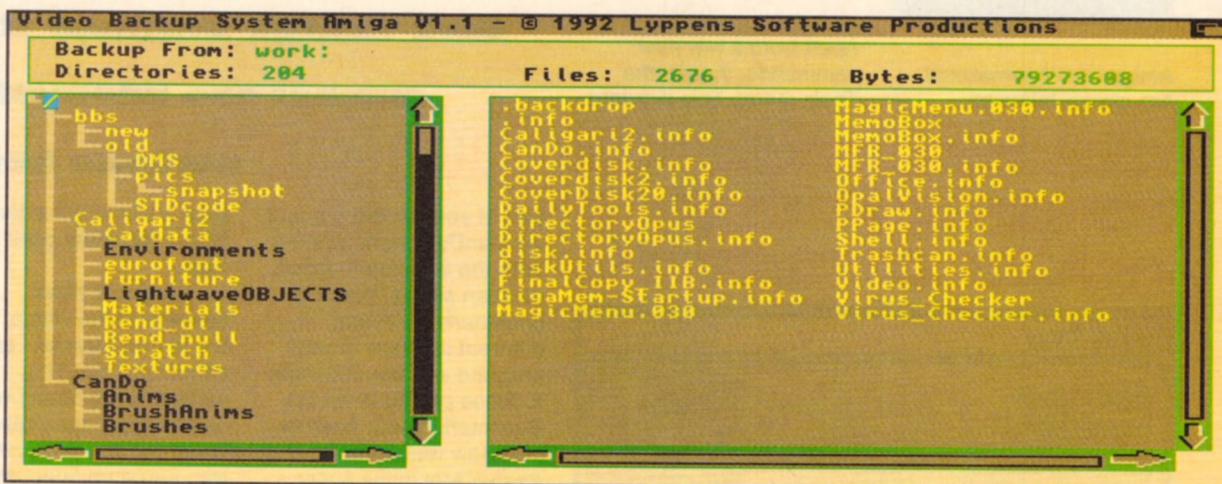 Video Backup System Amiga V1.1 - © 1992 Lyppens Software Productions
Backup From: work:
Directories: 204 Files: 2676 Bytes: 79273608
bbs
new
old
DMS
pics
snapshot
STDcode
Caligari2
Caldata
Environments
eurofont
Furniture
LightwaveOBJECTS
Materials
Rend_di
Rend_null
Scratch
Textures
CanDo
Anims
BrushAnims
Brushes
.backdrop
.info
Caligari2.info
CanDo.info
Coverdisk.info
Coverdisk2.info
CoverDisk20.info
DailyTools.info
DirectoryOpus
DirectoryOpus.info
disk.info
DiskUtils.info
FinalCopy_IIB.info
GigaMem-Startup.info
MagicMenu.030
MagicMenu.030.info
MemoBox
MemoBox.info
MFR_030
MFR_030.info
Office.info
OpalVision.info
PDraw.info
PPage.info
Shell.info
Trashcan.info
Utilities.info
Video.info
Virus_Checker
Virus_Checker.info